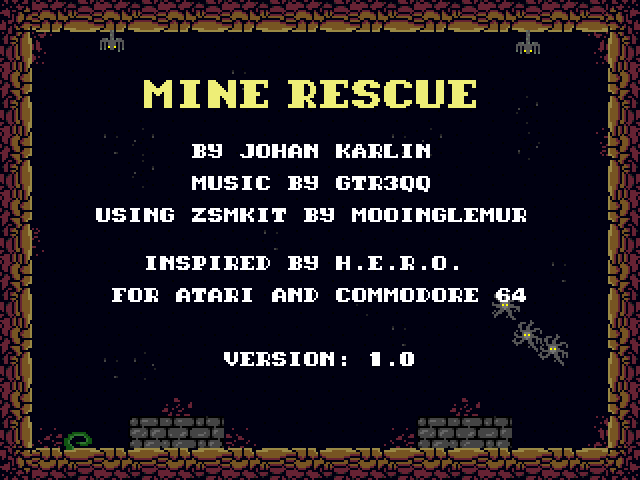 MINE RESCUE
BY JOHAN KARLIN
MUSIC BY GTR3QQ
USING ZSMKIT BY MOOINGLEMUR
INSPIRED BY H.E.R.O.
FOR ATARI AND COMMODORE 64
VERSION: 1.0